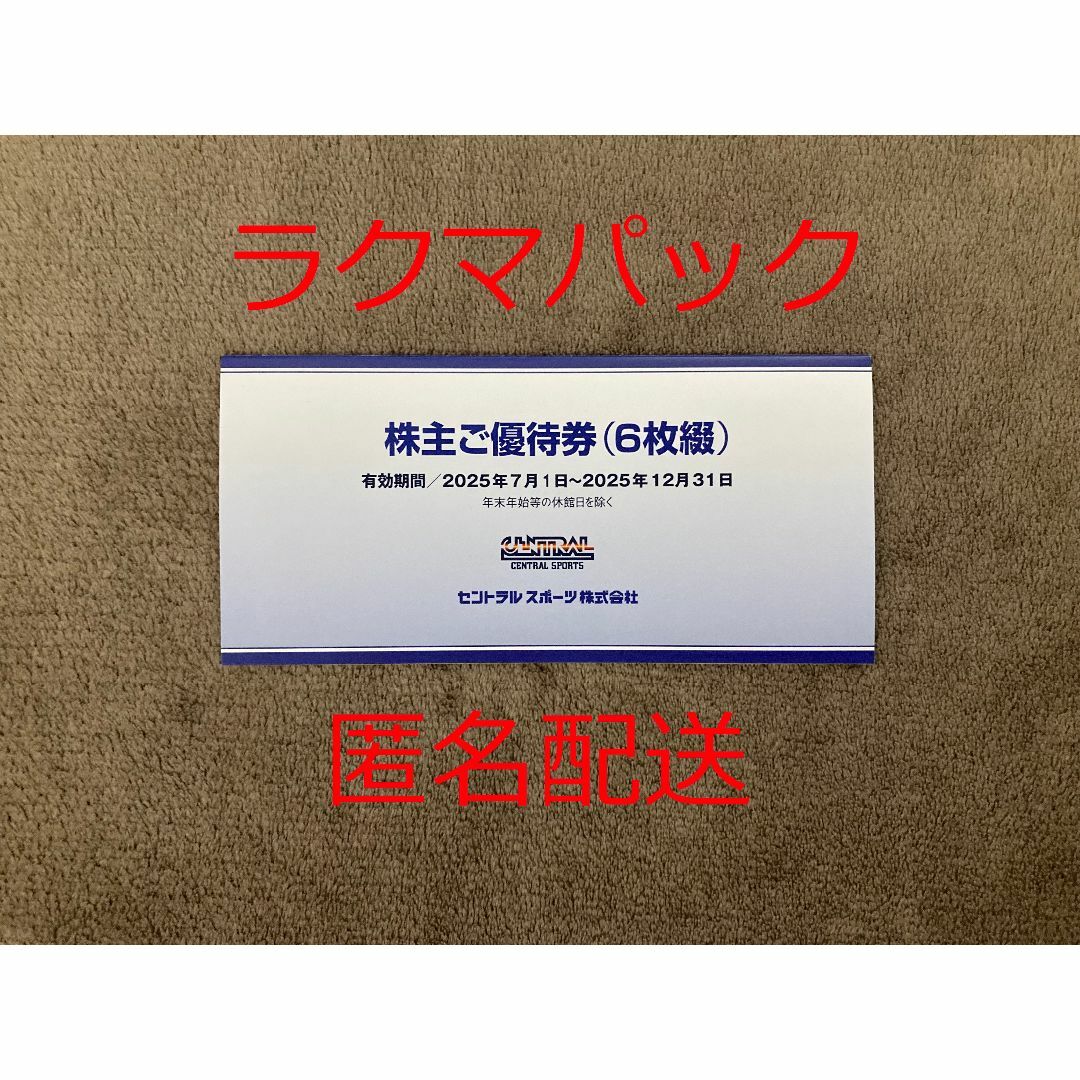 ラクマパック
株主ご優待券(6枚綴)
有効期間/2025年7月1日~2025年12月31日
年末年始等の休館日を除く
CENTRAL
CENTRAL SPORTS
セントラルスポーツ株式会社
匿名配送